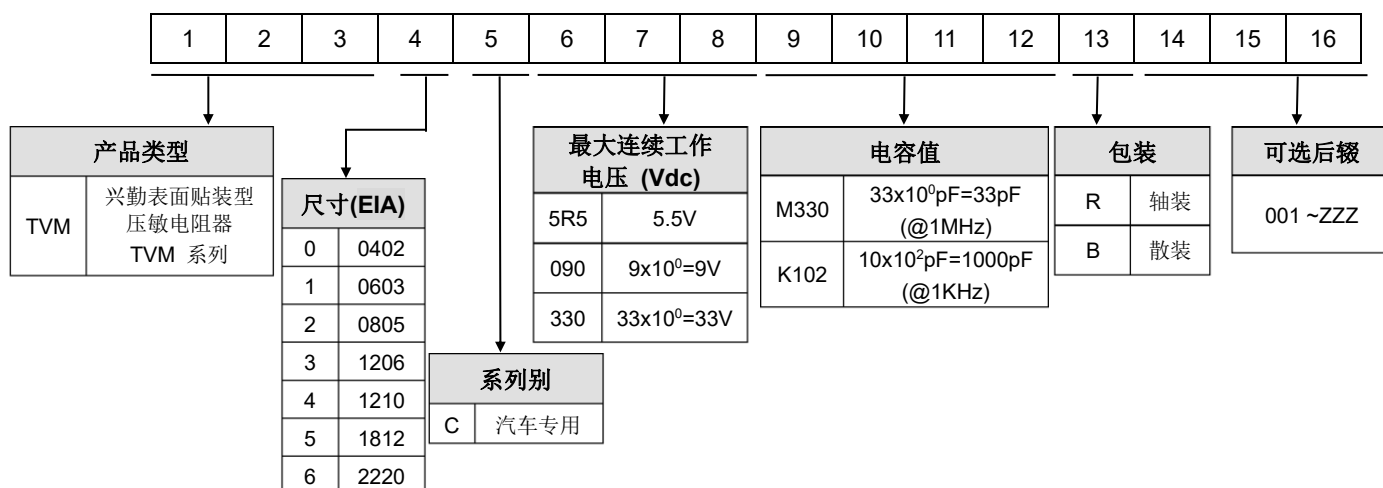 1 2 3 4 5 6 7 8 9 10 11 12 13 14 15 16
产品类型
TVM
兴勤表面贴装型
压敏电阻器
TVM 系列
尺寸(EIA)
0 0402
1 0603
2 0805
3 1206
4 1210
5 1812
6 2220
系列别
C 汽车专用
最大连续工作
电压 (Vdc)
5R5 5.5V
090 9x10⁰=9V
330 33x10⁰=33V
电容值
M330
33x10⁰pF=33pF
(@1MHz)
K102
10x10²pF=1000pF
(@1KHz)
包装
R 轴装
B 散装
可选后辍
001 ~ZZZ